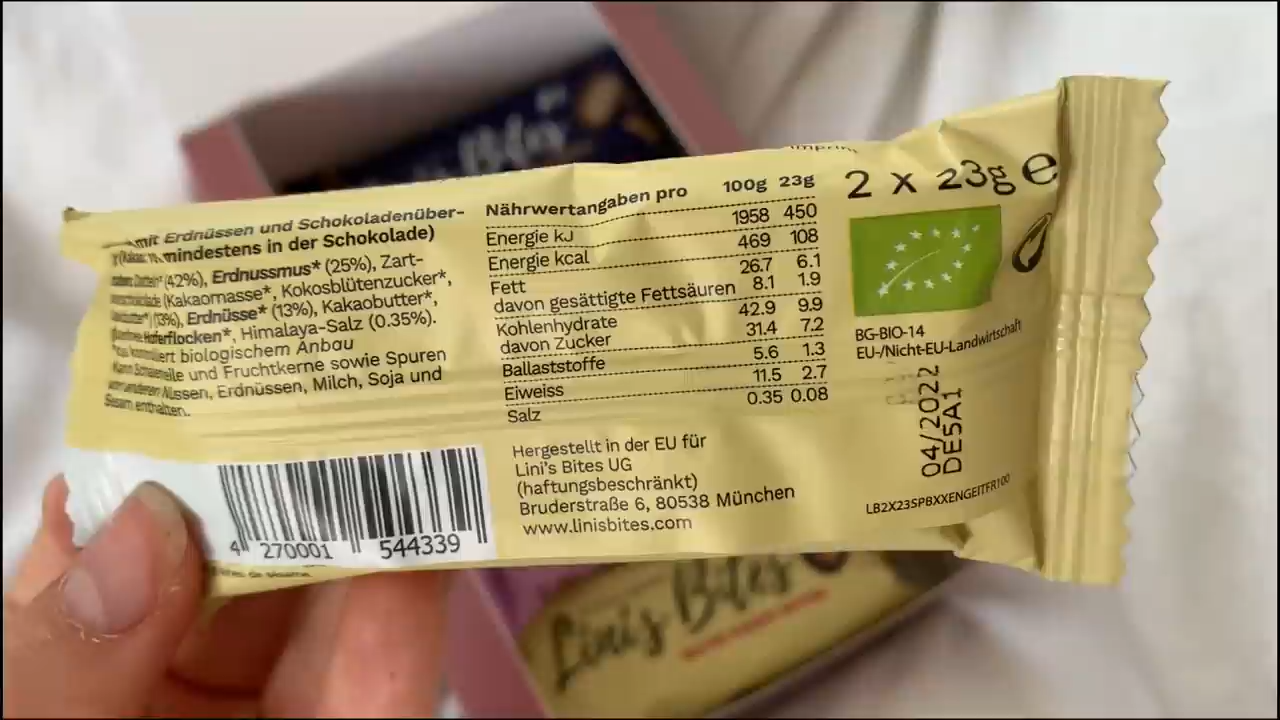 mit Erdnüssen und Schokoladenüber-
mindestens in der Schokolade)
(42%), Erdnussmus* (25%), Zart-
(Kakaomasse*, Kokosblütenzucker*,
(13%), Erdnüsse* (13%), Kakaobutter*,
Haferflocken*, Himalaya-Salz (0.35%).
biologischem Anbau
Kann Schalenteile und Fruchtkerne sowie Spuren
von anderen Nüssen, Erdnüssen, Milch, Soja und
Sesam enthalten.
4 270001 544339
Nährwertangaben pro 100g 23g
Energie kJ 1958 450
Energie kcal 469 108
Fett 26.7 6.1
davon gesättigte Fettsäuren 8.1 1.9
Kohlenhydrate 42.9 9.9
davon Zucker 31.4 7.2
Ballaststoffe 5.6 1.3
Eiweiss 11.5 2.7
Salz 0.35 0.08
Hergestellt in der EU für
Lini's Bites UG
(haftungsbeschränkt)
Bruderstraße 6, 80538 München
www.linisbites.com
2 x 23g e
BG-BIO-14
EU-/Nicht-EU-Landwirtschaft
04/2022
DE5A1
LB2X23SPBXXENGEITFR100
Bites
Lini's Bites